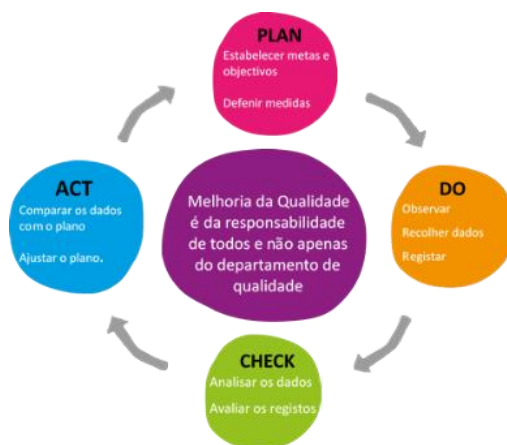 PLAN
Estabelecer metas e
objectivos
Defenir medidas
DO
Observar
Recolher dados
Registar
CHECK
Analisar os dados
Avaliar os registos
ACT
Comparar os dados
com o plano
Ajustar o plano.
Melhoria da Qualidade
é da responsabilidade
de todos e não apenas
do departamento de
qualidade